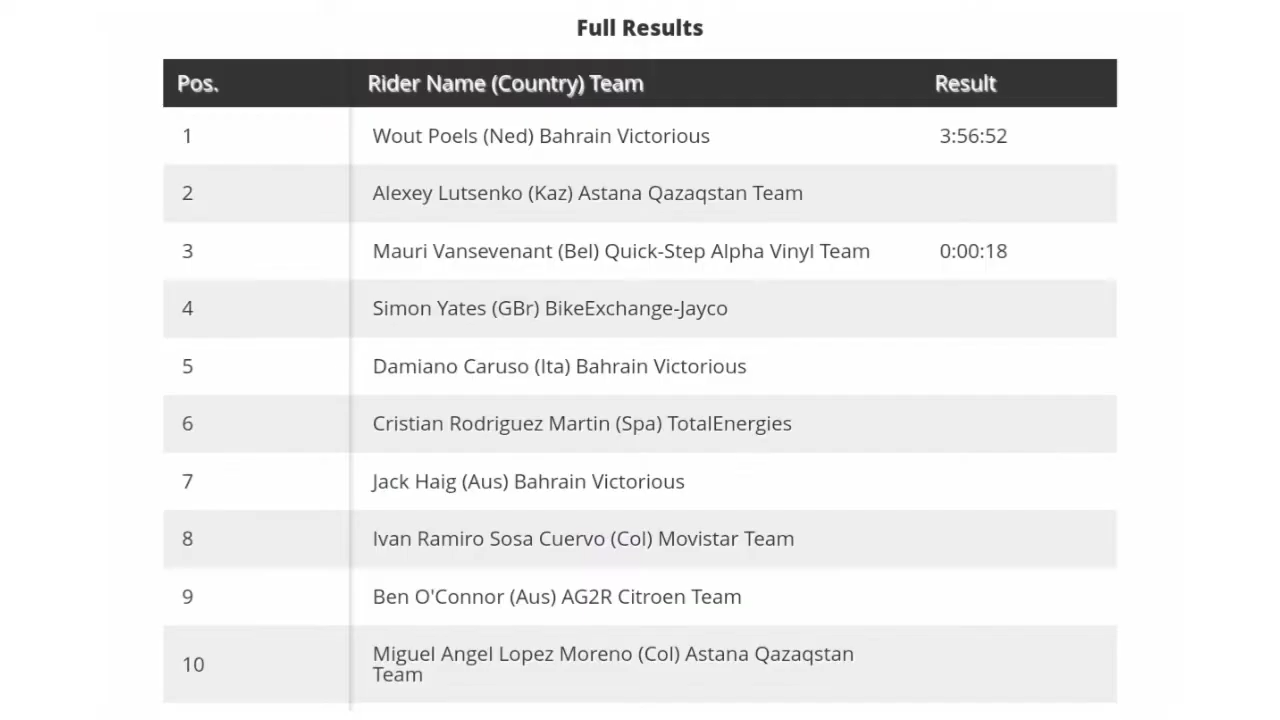 Full Results
Pos. Rider Name (Country) Team Result
1 Wout Poels (Ned) Bahrain Victorious 3:56:52
2 Alexey Lutsenko (Kaz) Astana Qazaqstan Team
3 Mauri Vansevenant (Bel) Quick-Step Alpha Vinyl Team 0:00:18
4 Simon Yates (GBr) BikeExchange-Jayco
5 Damiano Caruso (Ita) Bahrain Victorious
6 Cristian Rodriguez Martin (Spa) TotalEnergies
7 Jack Haig (Aus) Bahrain Victorious
8 Ivan Ramiro Sosa Cuervo (Col) Movistar Team
9 Ben O'Connor (Aus) AG2R Citroen Team
10 Miguel Angel Lopez Moreno (Col) Astana Qazaqstan
Team